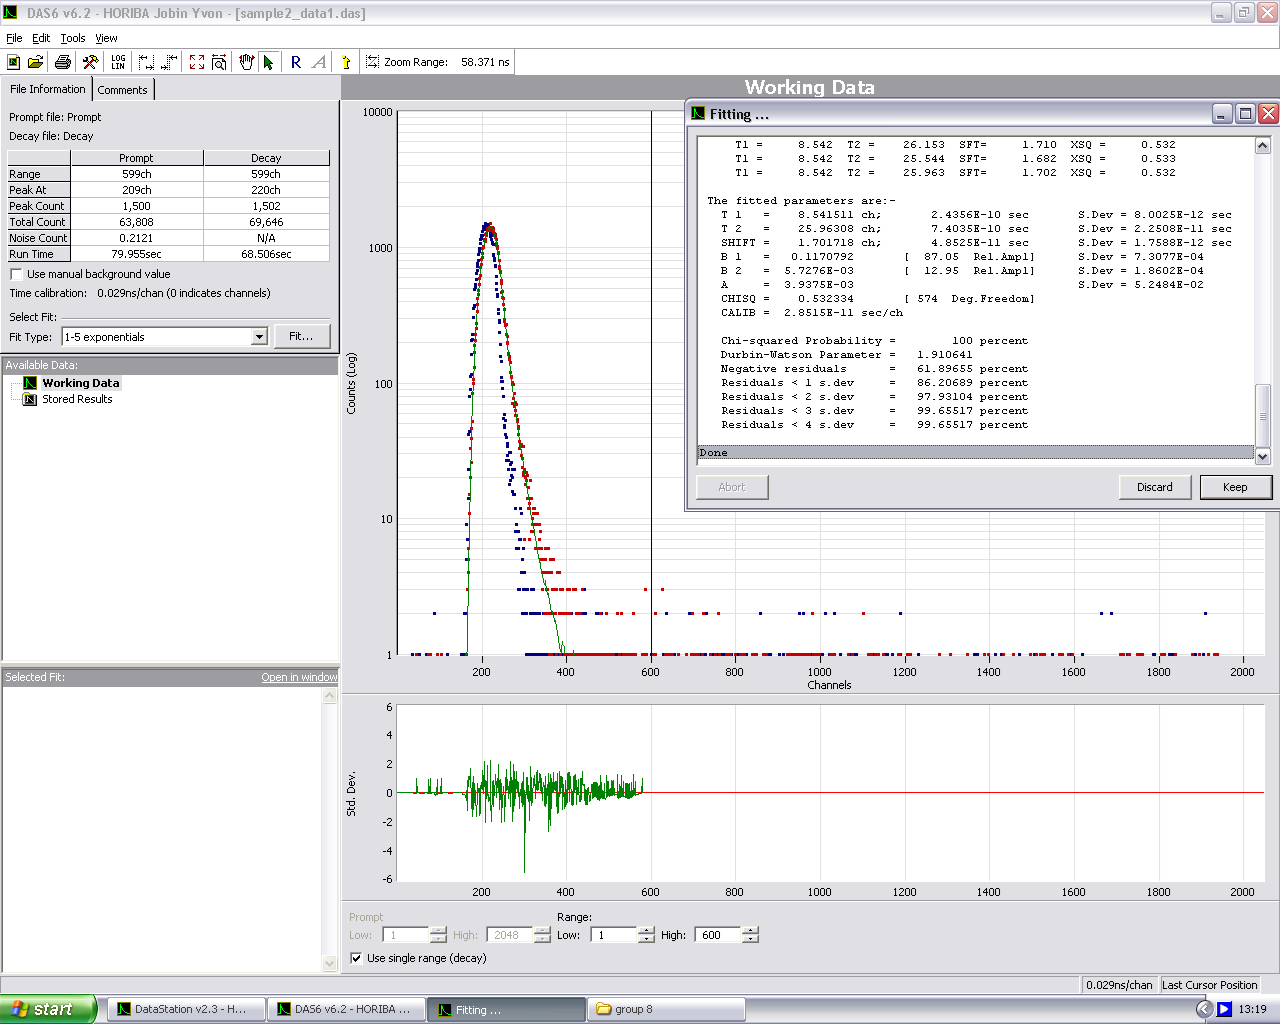 DAS6 v6.2 - HORIBA Jobin Yvon - [sample2_data1.das]
File Edit Tools View
LOG LIN R A Zoom Range: 58.371 ns
File Information Comments
Prompt file: Prompt
Decay file: Decay
Prompt Decay
Range 599ch 599ch
Peak At 209ch 220ch
Peak Count 1,500 1,502
Total Count 63,808 69,646
Noise Count 0.2121 N/A
Run Time 79.955sec 68.506sec
Use manual background value
Time calibration: 0.029ns/chan (0 indicates channels)
Select Fit:
Fit Type: 1-5 exponentials Fit...
Available Data:
Working Data
Stored Results
Selected Fit: Open in window
Working Data
10000
1000
100
10
1
Counts (Log)
200 400 600 800 1000 1200 1400 1600 1800 2000
Channels
Fitting ...
T1 = 8.542 T2 = 26.153 SFT= 1.710 XSQ = 0.532
T1 = 8.542 T2 = 25.544 SFT= 1.682 XSQ = 0.533
T1 = 8.542 T2 = 25.963 SFT= 1.702 XSQ = 0.532
The fitted parameters are:-
T 1 = 8.541511 ch; 2.4356E-10 sec S.Dev = 8.0025E-12 sec
T 2 = 25.96308 ch; 7.4035E-10 sec S.Dev = 2.2508E-11 sec
SHIFT = 1.701718 ch; 4.8525E-11 sec S.Dev = 1.7588E-12 sec
B 1 = 0.1170792 [ 87.05 Rel.Ampl] S.Dev = 7.3077E-04
B 2 = 5.7276E-03 [ 12.95 Rel.Ampl] S.Dev = 1.8602E-04
A = 3.9375E-03 S.Dev = 5.2484E-02
CHISQ = 0.532334 [ 574 Deg.Freedom]
CALIB = 2.8515E-11 sec/ch
Chi-squared Probability = 100 percent
Durbin-Watson Parameter = 1.910641
Negative residuals = 61.89655 percent
Residuals < 1 s.dev = 86.20689 percent
Residuals < 2 s.dev = 97.93104 percent
Residuals < 3 s.dev = 99.65517 percent
Residuals < 4 s.dev = 99.65517 percent
Done
Abort Discard Keep
6
4
2
0
-2
-4
-6
Std. Dev.
200 400 600 800 1000 1200 1400 1600 1800 2000
Prompt Range:
Low: 1 High: 2048 Low: 1 High: 600
Use single range (decay)
0.029ns/chan Last Cursor Position
start DataStation v2.3 - H... DAS6 v6.2 - HORIBA ... Fitting ... group 8 13:19